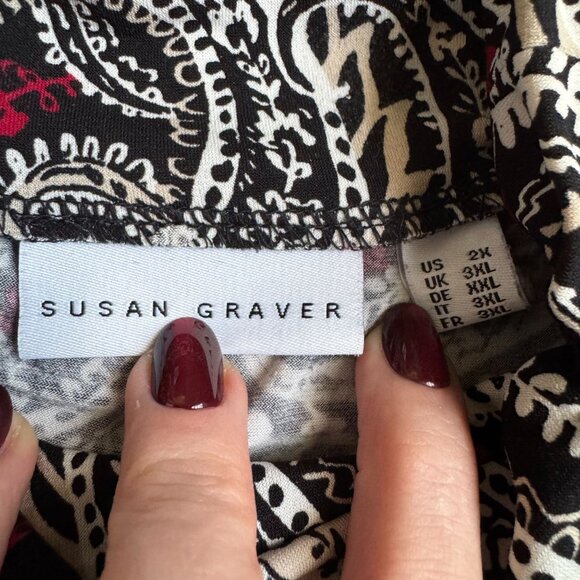 SUSAN GRAVER
US 2X
UK 3XL
DE XXL
IT 3XL
FR 3XL